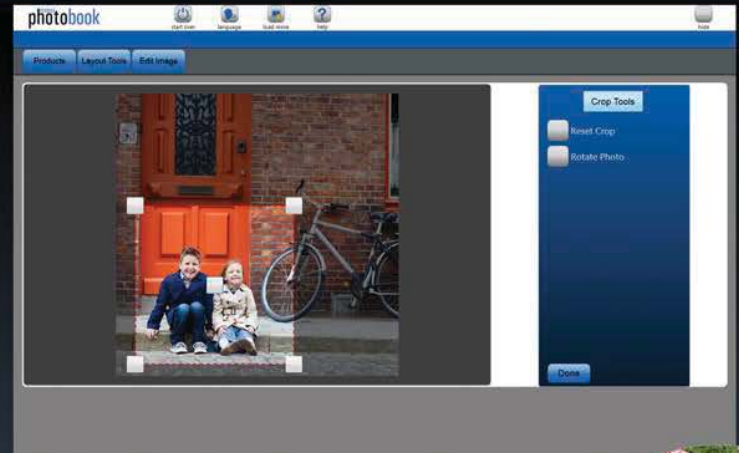 photobook
start over
language
load more
help
hide
Products
Layout Tools
Edit Image
Crop Tools
Reset Crop
Rotate Photo
Done